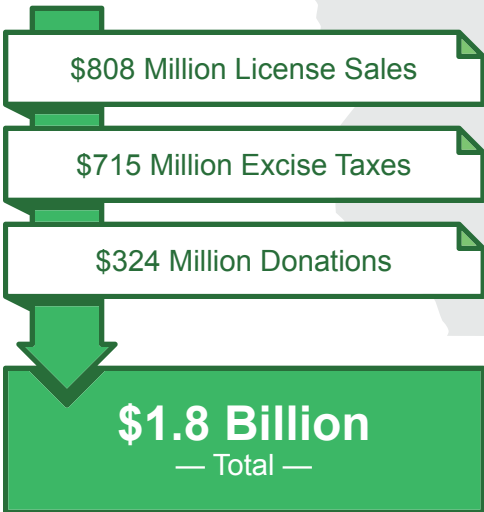 $808 Million License Sales
$715 Million Excise Taxes
$324 Million Donations
$1.8 Billion
— Total —